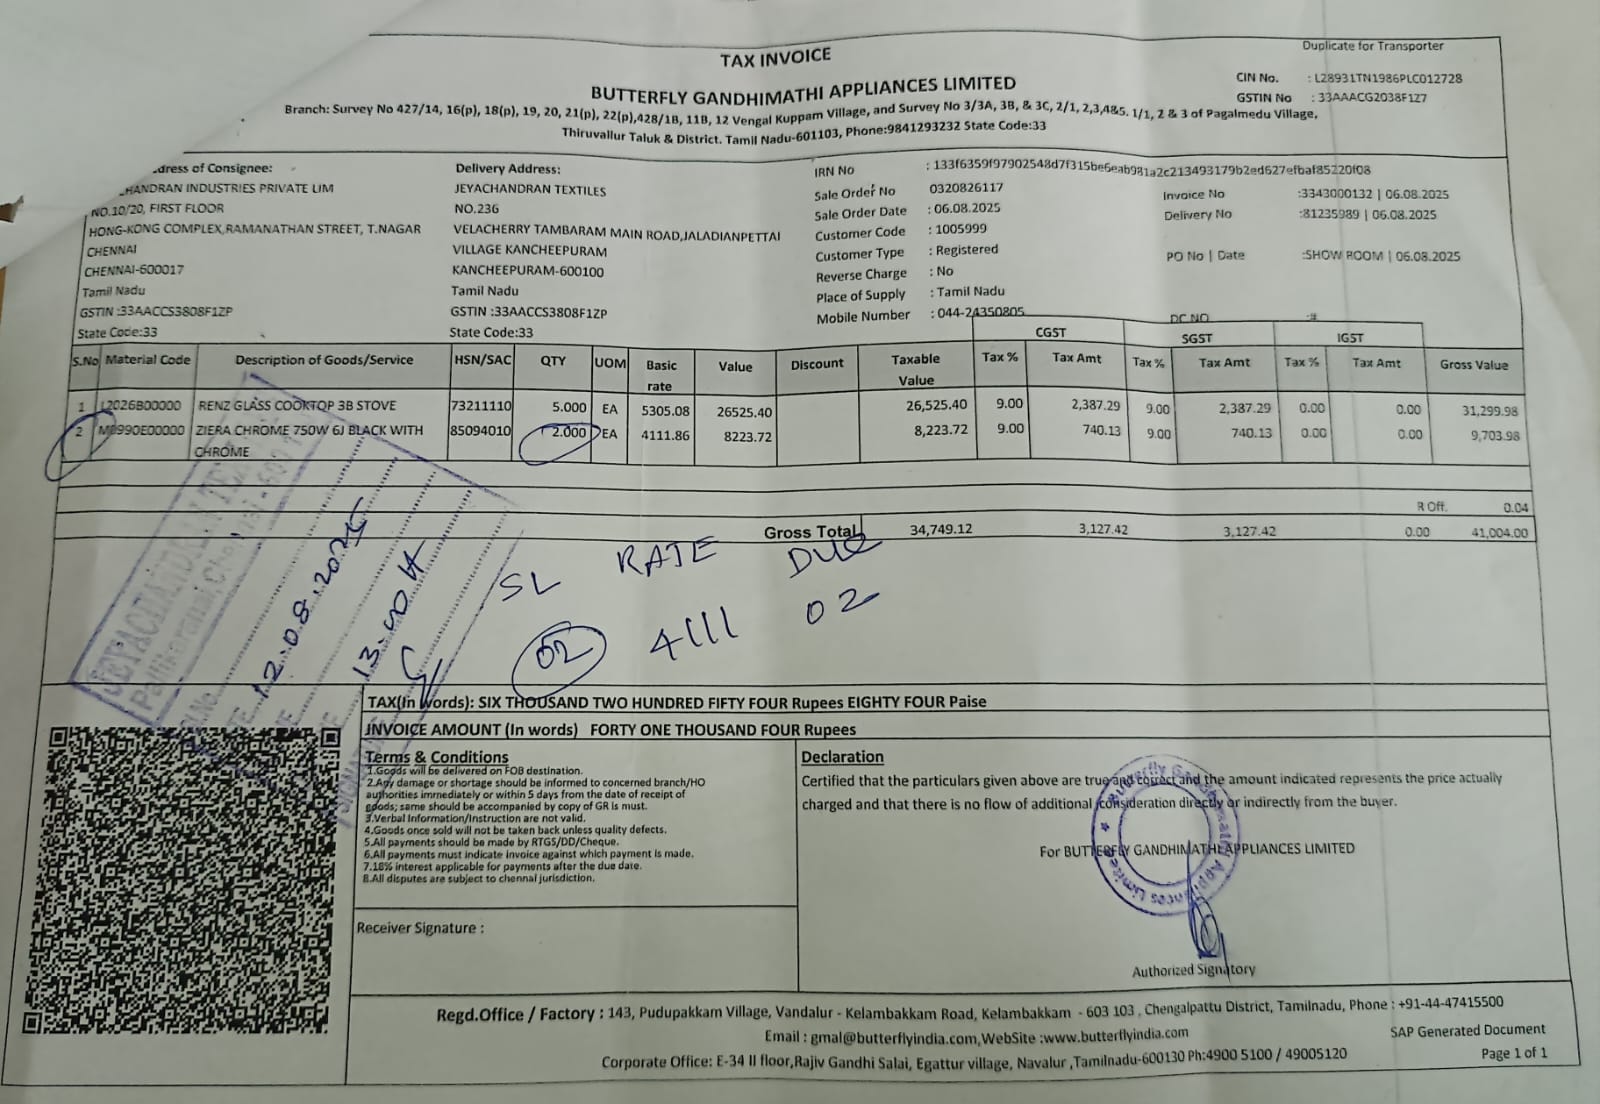 Duplicate for Transporter
TAX INVOICE
CIN No. : L28931TN1986PLC012728
BUTTERFLY GANDHIMATHI APPLIANCES LIMITED
GSTIN No : 33AAACG2038F1Z7
Branch: Survey No 427/14, 16(p), 18(p), 19, 20, 21(p), 22(p),428/1B, 11B, 12 Vengal Kuppam Village, and Survey No 3/3A, 3B, & 3C, 2/1, 2,3,4&5. 1/1, 2 & 3 of Pagalmedu Village,
Thiruvallur Taluk & District. Tamil Nadu-601103, Phone:9841293232 State Code:33
dress of Consignee:
HANDRAN INDUSTRIES PRIVATE LIM
NO.10/20, FIRST FLOOR
HONG-KONG COMPLEX,RAMANATHAN STREET, T.NAGAR
CHENNAI
CHENNAI-600017
Tamil Nadu
GSTIN :33AACCS3808F1ZP
State Code:33
Delivery Address:
JEYACHANDRAN TEXTILES
NO.236
VELACHERRY TAMBARAM MAIN ROAD,JALADIANPETTAI
VILLAGE KANCHEEPURAM
KANCHEEPURAM-600100
Tamil Nadu
GSTIN :33AACCS3808F1ZP
State Code:33
IRN No : 133f6359f97902548d7f315be6eab981a2c213493179b2ed627efbaf85220f08
Sale Order No 0320826117
Sale Order Date : 06.08.2025
Customer Code : 1005999
Customer Type : Registered
Reverse Charge : No
Place of Supply : Tamil Nadu
Mobile Number : 044-24350805
Invoice No :3343000132 | 06.08.2025
Delivery No :81235989 | 06.08.2025
PO No | Date :SHOW ROOM | 06.08.2025
DC NO :#
CGST SGST IGST
S.No Material Code Description of Goods/Service HSN/SAC QTY UOM Basic rate Value Discount Taxable Value Tax % Tax Amt Tax % Tax Amt Tax % Tax Amt Gross Value
1 L2026B00000 RENZ GLASS COOKTOP 3B STOVE 73211110 5.000 EA 5305.08 26525.40 26,525.40 9.00 2,387.29 9.00 2,387.29 0.00 0.00 31,299.98
2 M0990E00000 ZIERA CHROME 750W 6J BLACK WITH 85094010 2.000 EA 4111.86 8223.72 8,223.72 9.00 740.13 9.00 740.13 0.00 0.00 9,703.98
CHROME
R Off. 0.04
Gross Total 34,749.12 3,127.42 3,127.42 0.00 41,004.00
SL RATE DUE
02 4111 02
Pallikaranai, Chennai - 600
12.08.2025
13.00 H
TAX(In Words): SIX THOUSAND TWO HUNDRED FIFTY FOUR Rupees EIGHTY FOUR Paise
INVOICE AMOUNT (In words) FORTY ONE THOUSAND FOUR Rupees
Terms & Conditions
1.Goods will be delivered on FOB destination.
2.Any damage or shortage should be informed to concerned branch/HO
authorities immediately or within 5 days from the date of receipt of
goods; same should be accompanied by copy of GR is must.
3.Verbal Information/Instruction are not valid.
4.Goods once sold will not be taken back unless quality defects.
5.All payments should be made by RTGS/DD/Cheque.
6.All payments must indicate invoice against which payment is made.
7.18% interest applicable for payments after the due date.
8.All disputes are subject to chennai jurisdiction.
Receiver Signature :
Declaration
Certified that the particulars given above are true and correct and the amount indicated represents the price actually
charged and that there is no flow of additional consideration directly or indirectly from the buyer.
For BUTTERFLY GANDHIMATHI APPLIANCES LIMITED
Butterfly Gandhimathi Appliances Limited
Authorized Signatory
Regd.Office / Factory : 143, Pudupakkam Village, Vandalur - Kelambakkam Road, Kelambakkam - 603 103 , Chengalpattu District, Tamilnadu, Phone : +91-44-47415500
Email : gmal@butterflyindia.com,WebSite :www.butterflyindia.com
SAP Generated Document
Corporate Office: E-34 II floor,Rajiv Gandhi Salai, Egattur village, Navalur ,Tamilnadu-600130 Ph:4900 5100 / 49005120
Page 1 of 1